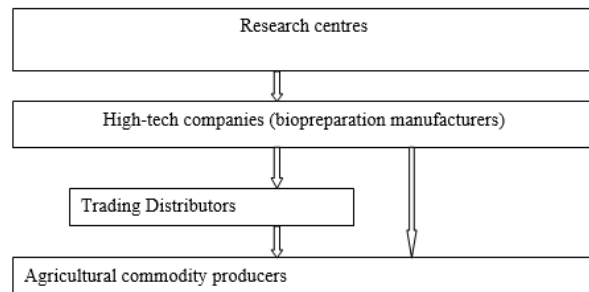 Research centres
High-tech companies (biopreparation manufacturers)
Trading Distributors
Agricultural commodity producers